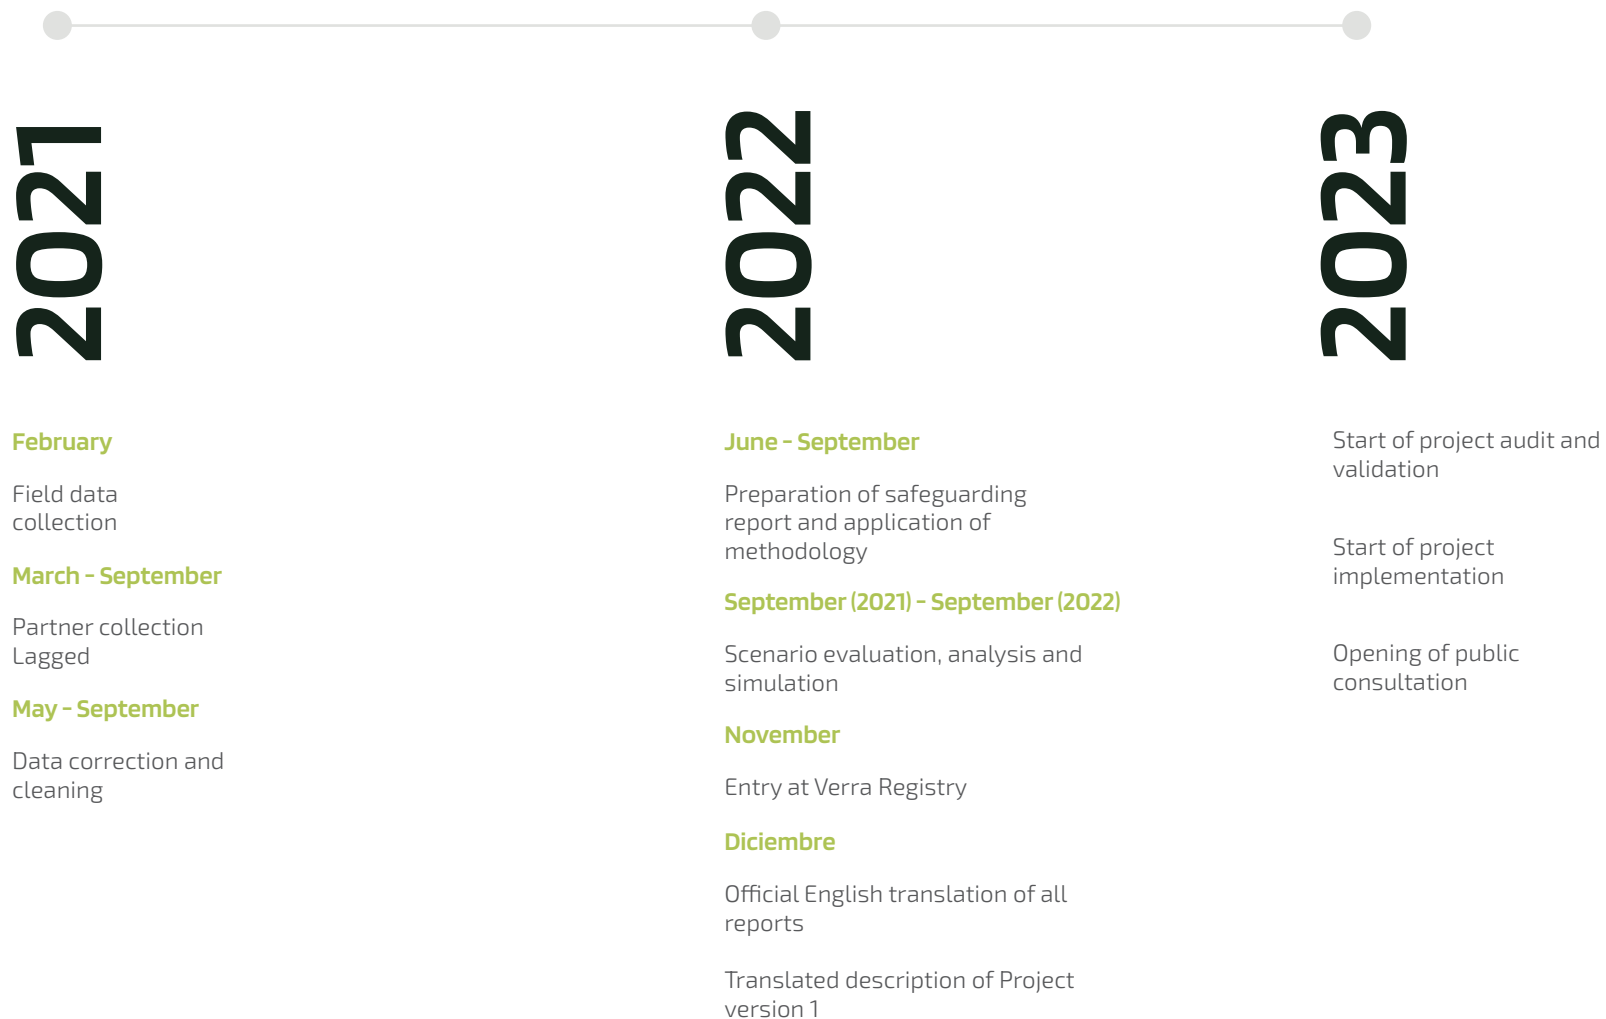 2021
February
Field data
collection
March - September
Partner collection
Lagged
May - September
Data correction and
cleaning
2022
June - September
Preparation of safeguarding
report and application of
methodology
September (2021) - September (2022)
Scenario evaluation, analysis and
simulation
November
Entry at Verra Registry
Diciembre
Official English translation of all
reports
Translated description of Project
version 1
2023
Start of project audit and
validation
Start of project
implementation
Opening of public
consultation